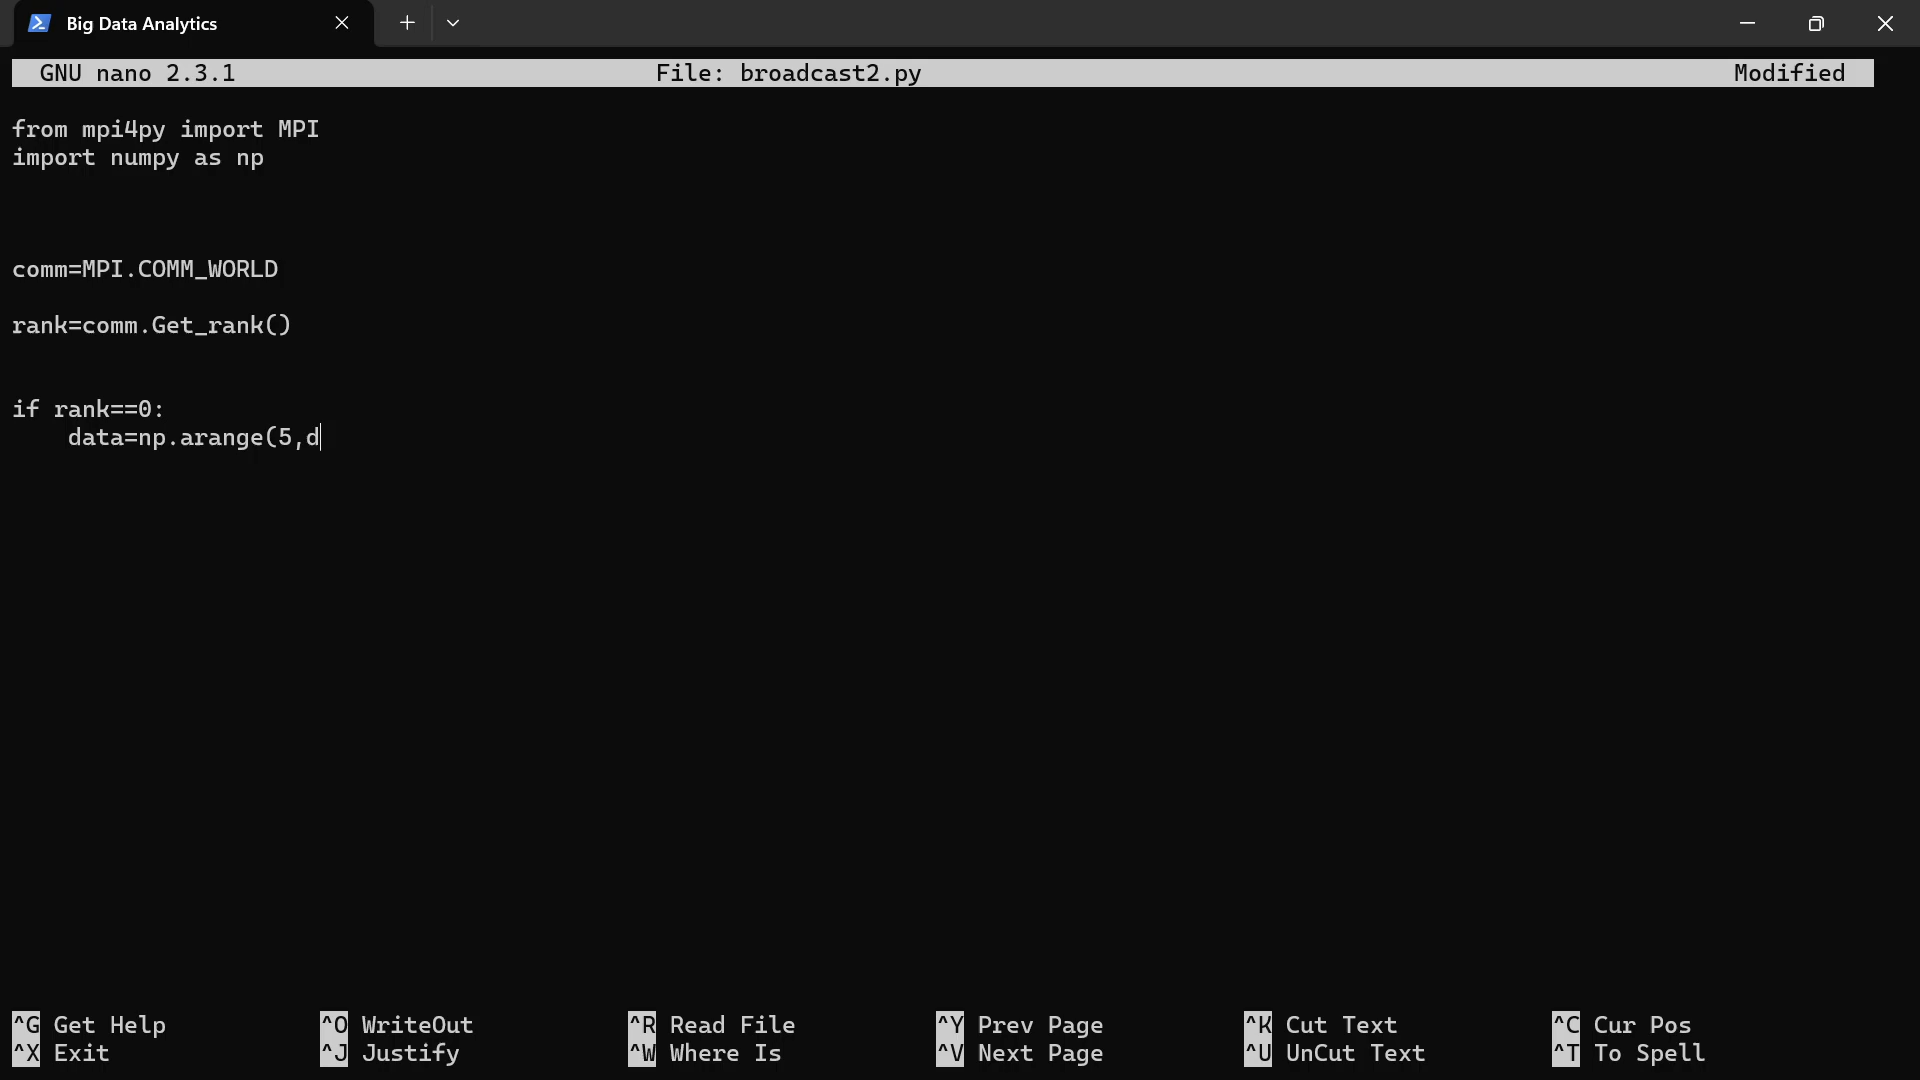 Big Data Analytics
GNU nano 2.3.1 File: broadcast2.py Modified
from mpi4py import MPI
import numpy as np
comm=MPI.COMM_WORLD
rank=comm.Get_rank()
if rank==0:
    data=np.arange(5,d
^G Get Help ^O WriteOut ^R Read File ^Y Prev Page ^K Cut Text ^C Cur Pos
^X Exit ^J Justify ^W Where Is ^V Next Page ^U UnCut Text ^T To Spell